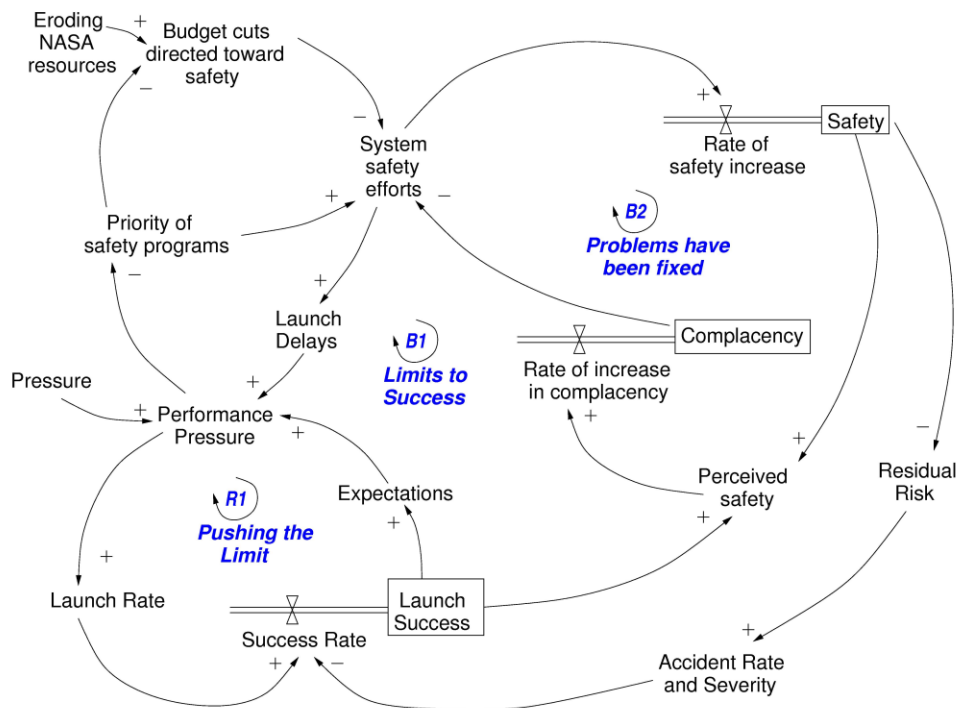 Eroding
NASA
resources
+
Budget cuts
directed toward
safety
−
−
System
safety
efforts
+
Rate of
safety increase
Safety
+
−
B2
Problems have
been fixed
Priority of
safety programs
−
+
Launch
Delays
B1
Limits to
Success
Complacency
Rate of increase
in complacency
+
Pressure
+
+
Performance
Pressure
+
+
−
Perceived
safety
+
Residual
Risk
R1
Pushing the
Limit
Expectations
+
+
Launch Rate
Launch
Success
Success Rate
+
−
+
Accident Rate
and Severity